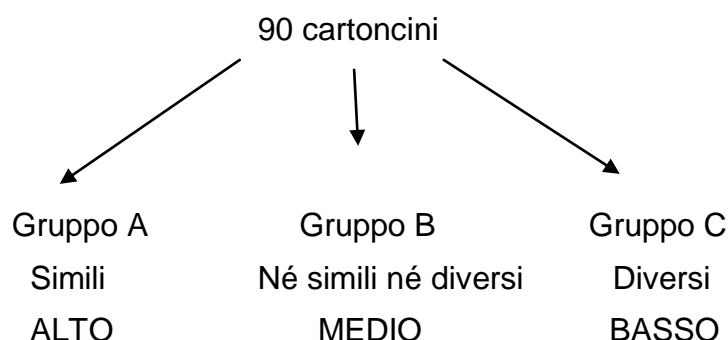 90 cartoncini
Gruppo A Gruppo B Gruppo C
Simili Né simili né diversi Diversi
ALTO MEDIO BASSO